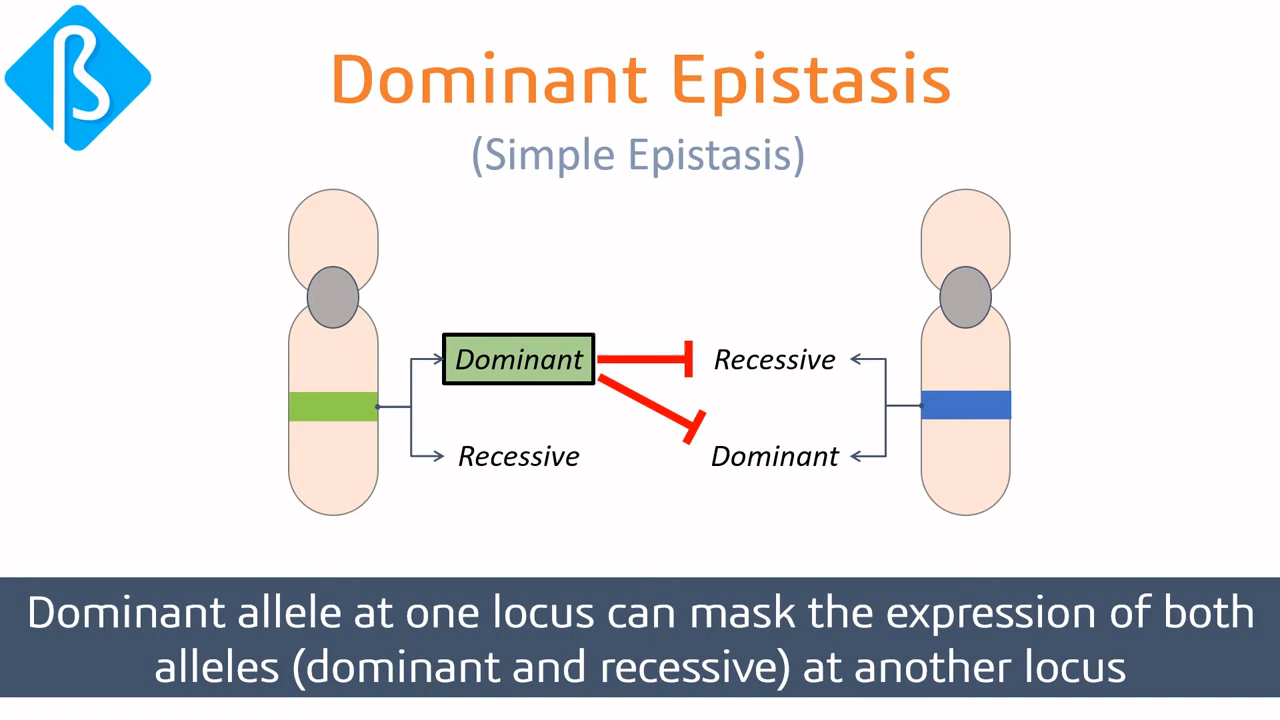 ß
Dominant Epistasis
(Simple Epistasis)
Dominant
Recessive
Recessive
Dominant
Dominant allele at one locus can mask the expression of both
alleles (dominant and recessive) at another locus